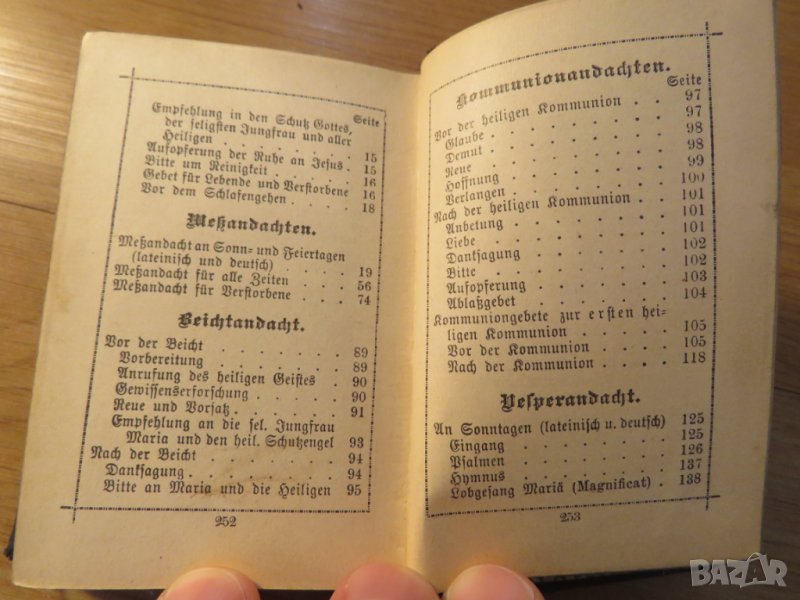 Seite
Empfehlung in den Schutz Gottes,
der seligsten Jungfrau und aller
Heiligen . . . . . . . . 15
Aufopferung der Ruhe an Jesus . 15
Bitte um Reinigkeit . . . . . 16
Gebet für Lebende und Verstorbene 16
Vor dem Schlafengehen . . . . 18
Meßandachten.
Meßandacht an Sonn- und Feiertagen
(lateinisch und deutsch) . . . . 19
Meßandacht für alle Zeiten . . . 56
Meßandacht für Verstorbene . . . 74
Beichtandacht.
Vor der Beicht . . . . . . . 89
Vorbereitung . . . . . . . 89
Anrufung des heiligen Geistes . . 90
Gewissenserforschung . . . . . 90
Reue und Vorsatz . . . . . . 91
Empfehlung an die sel. Jungfrau
Maria und den heil. Schutzengel 93
Nach der Beicht . . . . . . . 94
Danksagung . . . . . . . . 94
Bitte an Maria und die Heiligen 95
252
Kommunionandachten.
Seite
Vor der heiligen Kommunion . . . 97
Glaube . . . . . . . . . 97
Demut . . . . . . . . . 98
Reue . . . . . . . . . 98
Hoffnung . . . . . . . . 99
Verlangen . . . . . . . . 100
Nach der heiligen Kommunion . . 101
Anbetung . . . . . . . . 101
Liebe . . . . . . . . . 101
Danksagung . . . . . . . 102
Bitte . . . . . . . . . 102
Aufopferung . . . . . . . 103
Ablaßgebet . . . . . . . 104
Kommuniongebete zur ersten hei-
ligen Kommunion . . . . . . 105
Vor der Kommunion . . . . . 105
Nach der Kommunion . . . . . 118
Vesperandacht.
An Sonntagen (lateinisch u. deutsch) 125
Eingang . . . . . . . . 125
Psalmen . . . . . . . . 126
Hymnus . . . . . . . . 137
Lobgesang Mariä (Magnificat) . . 138
253
BAZAR